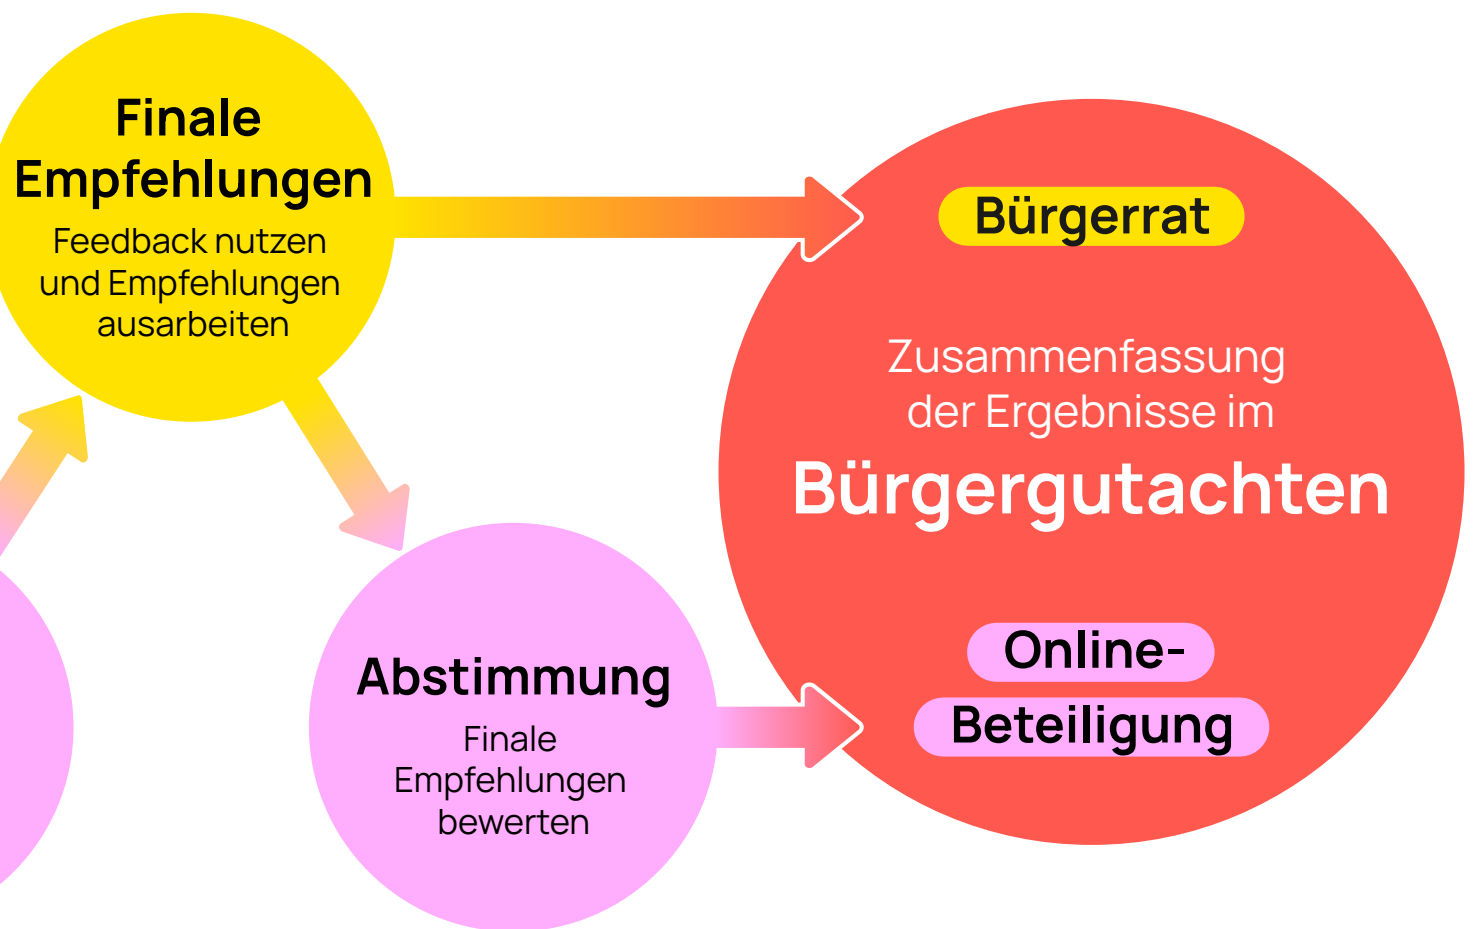 Finale
Empfehlungen
Feedback nutzen
und Empfehlungen
ausarbeiten
Bürgerrat
Zusammenfassung
der Ergebnisse im
Bürgergutachten
Online-
Beteiligung
Abstimmung
Finale
Empfehlungen
bewerten